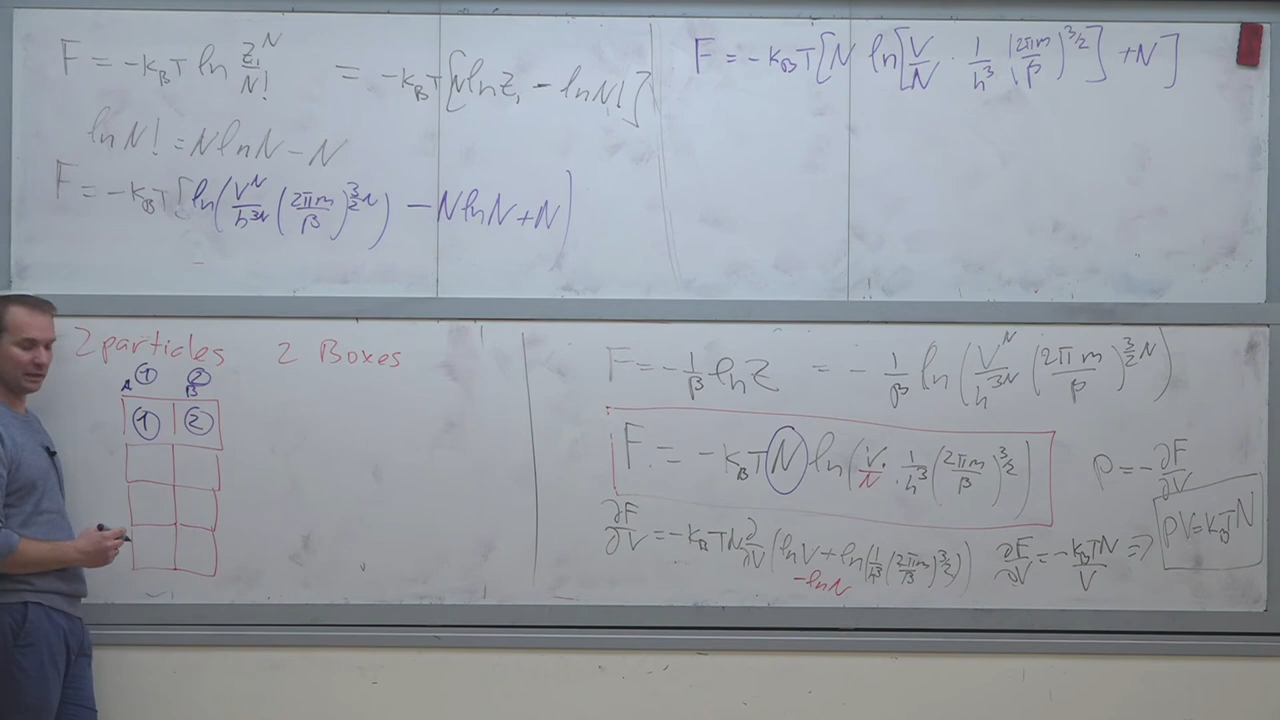 F = -k_B T ln Z_1^N / N! = -k_B T [N ln Z_1 - ln N!]
ln N! = N ln N - N
F = -k_B T [ln(V^N / h^{3N} (2πm / β)^{3/2 N}) - N ln N + N]
F = -k_B T [N ln[V/N · 1/h^3 (2πm / β)^{3/2}] + N]
2 particles 2 Boxes
① ②
A B
① ②
F = -1/β ln Z = -1/β ln(V^N / h^{3N} (2πm / β)^{3/2 N})
F = -k_B T N ln(V/N · 1/h^3 (2πm / β)^{3/2})
P = -∂F/∂V
∂F/∂V = -k_B T N ∂/∂V (ln V + ln(1/h^3 (2πm / β)^{3/2})) ∂F/∂V = -k_B T N / V ⇒ PV = k_B T N
-ln N